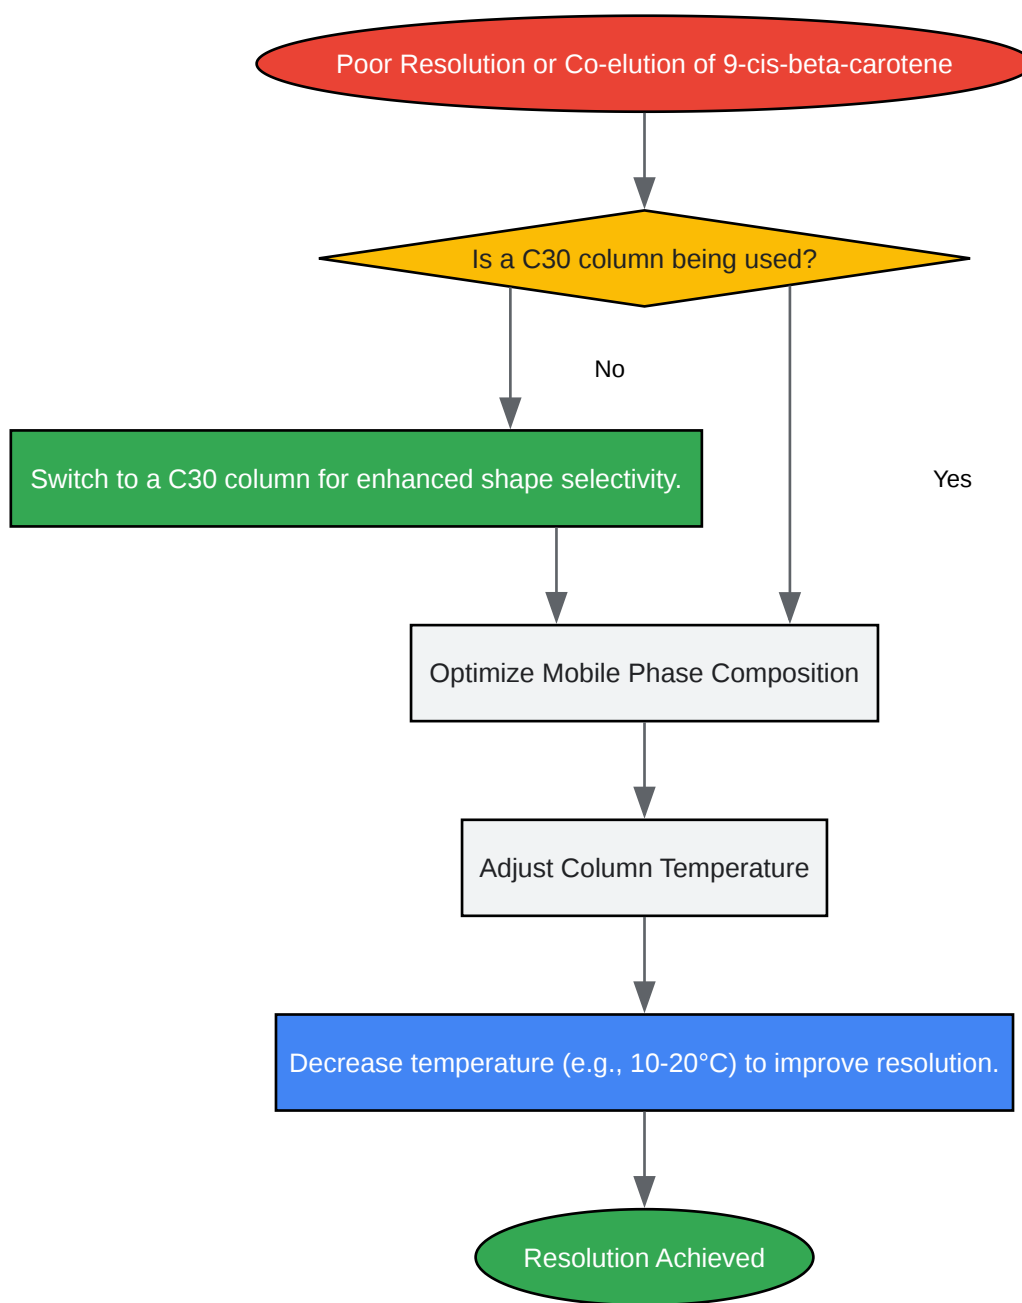 Poor Resolution or Co-elution of 9-cis-beta-carotene
Is a C30 column being used?
No
Switch to a C30 column for enhanced shape selectivity.
Yes
Optimize Mobile Phase Composition
Adjust Column Temperature
Decrease temperature (e.g., 10-20°C) to improve resolution.
Resolution Achieved